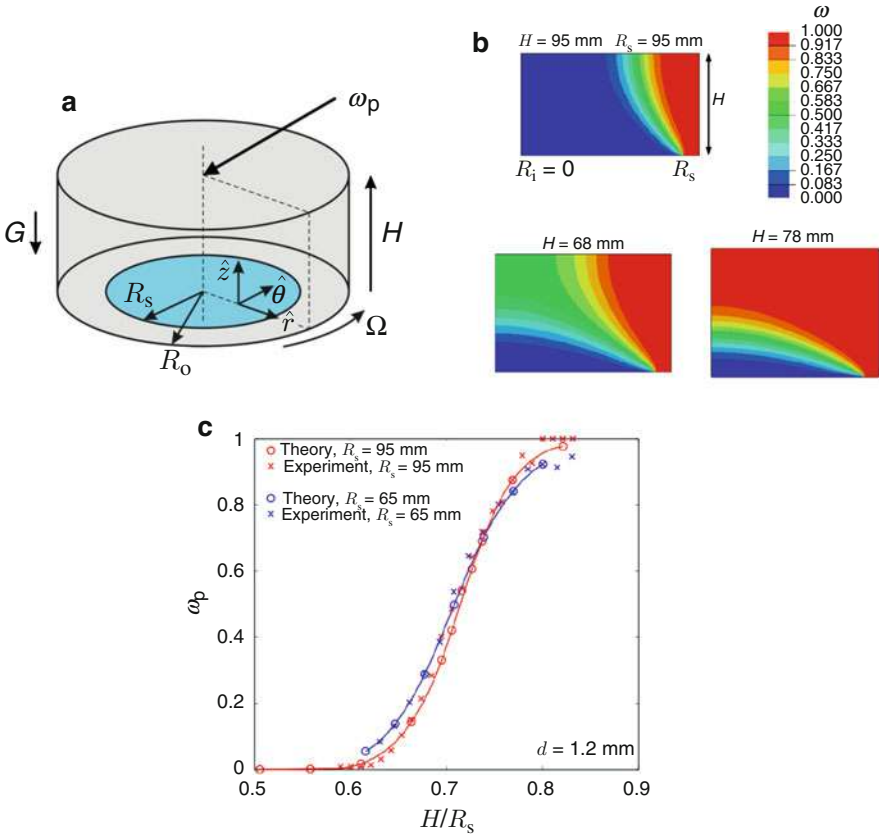 a
ωp
G
H
Rs
Ro
ẑ
θ̂
r̂
Ω
b
H = 95 mm Rs = 95 mm
H
Ri = 0
Rs
ω
1.000
0.917
0.833
0.750
0.667
0.583
0.500
0.417
0.333
0.250
0.167
0.083
0.000
H = 68 mm
H = 78 mm
c
Theory, Rs = 95 mm
Experiment, Rs = 95 mm
Theory, Rs = 65 mm
Experiment, Rs = 65 mm
d = 1.2 mm
ωp
1
0.8
0.6
0.4
0.2
0
0.5 0.6 0.7 0.8 0.9
H/Rs